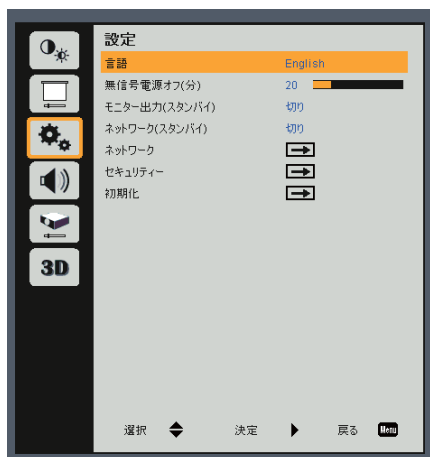 設定
言語 English
無信号電源オフ(分) 20
モニター出力(スタンバイ) 切り
ネットワーク(スタンバイ) 切り
ネットワーク
セキュリティー
初期化
3D
選択 決定 戻る Menu